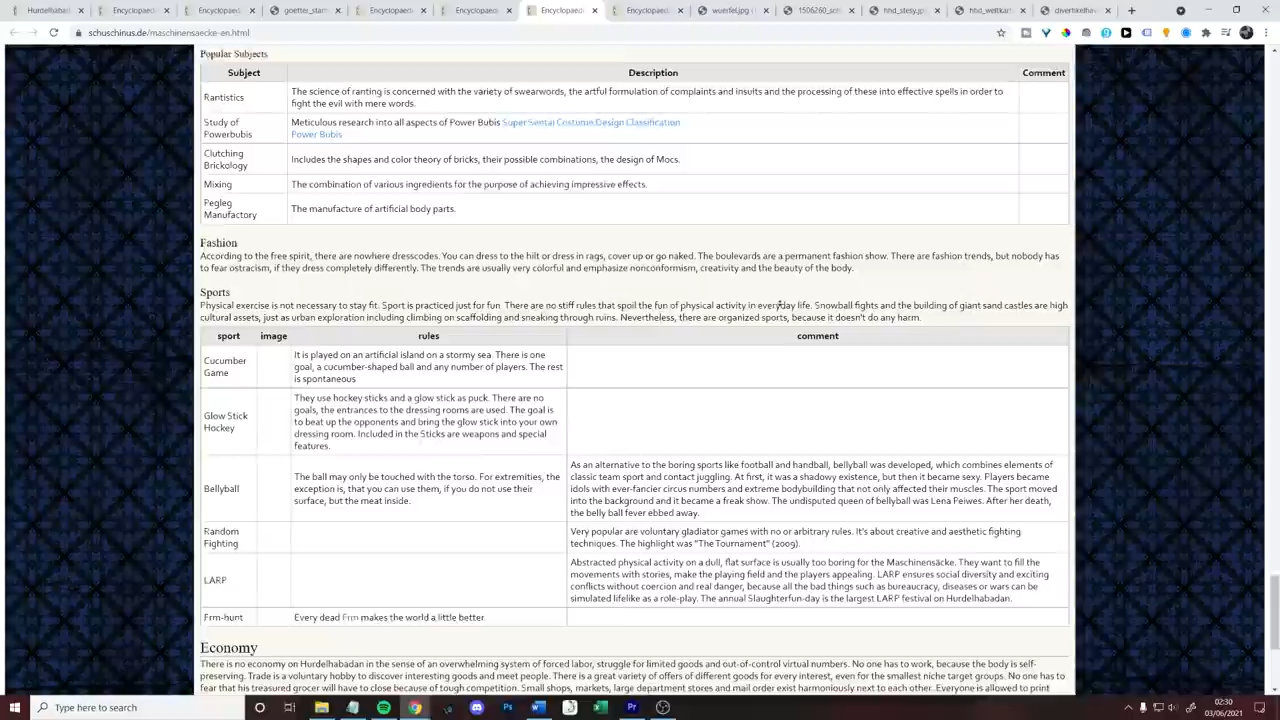 Hurdelhabad
Encyclopaed
Encyclopaed
goetter_starr
Encyclopaed
Encyclopaed
Encyclopaed
Encyclopaed
wuerfel.jpg
1506260_sch
hhd_stesy.jp
hhd_weltkar
divertikelhav
schuschinus.de/maschinensaecke-en.html
Popular Subjects
Subject Description Comment
Rantistics
The science of ranting is concerned with the variety of swearwords, the artful formulation of complaints and insults and the processing of these into effective spells in order to
fight the evil with mere words.
Study of
Powerbubis
Meticulous research into all aspects of Power Bubis Super Sentai Costume Design Classification
Power Bubis
Clutching
Brickology
Includes the shapes and color theory of bricks, their possible combinations, the design of Mocs.
Mixing
The combination of various ingredients for the purpose of achieving impressive effects.
Pegleg
Manufactory
The manufacture of artificial body parts.
Fashion
According to the free spirit, there are nowhere dresscodes. You can dress to the hilt or dress in rags, cover up or go naked. The boulevards are a permanent fashion show. There are fashion trends, but nobody has
to fear ostracism, if they dress completely differently. The trends are usually very colorful and emphasize nonconformism, creativity and the beauty of the body.
Sports
Physical exercise is not necessary to stay fit. Sport is practiced just for fun. There are no stiff rules that spoil the fun of physical activity in everyday life. Snowball fights and the building of giant sand castles are high
cultural assets, just as urban exploration including climbing on scaffolding and sneaking through ruins. Nevertheless, there are organized sports, because it doesn't do any harm.
sport image rules comment
Cucumber
Game
It is played on an artificial island on a stormy sea. There is one
goal, a cucumber-shaped ball and any number of players. The rest
is spontaneous
Glow Stick
Hockey
They use hockey sticks and a glow stick as puck. There are no
goals, the entrances to the dressing rooms are used. The goal is
to beat up the opponents and bring the glow stick into your own
dressing room. Included in the Sticks are weapons and special
features.
Bellyball
The ball may only be touched with the torso. For extremities, the
exception is, that you can use them, if you do not use their
surface, but the meat inside.
As an alternative to the boring sports like football and handball, bellyball was developed, which combines elements of
classic team sport and contact juggling. At first, it was a shadowy existence, but then it became sexy. Players became
idols with ever-fancier circus numbers and extreme bodybuilding that not only affected their muscles. The sport moved
into the background and it became a freak show. The undisputed queen of bellyball was Lena Feiwes. After her death,
the belly ball fever ebbed away.
Random
Fighting
Very popular are voluntary gladiator games with no or arbitrary rules. It's about creative and aesthetic fighting
techniques. The highlight was "The Tournament" (2009).
LARP
Abstracted physical activity on a dull, flat surface is usually too boring for the Maschinensäcke. They want to fill the
movements with stories, make the playing field and the players appealing. LARP ensures social diversity and exciting
conflicts without coercion and real danger, because all the bad things such as bureaucracy, diseases or wars can be
simulated lifelike as a role-play. The annual Slaughterfun-day is the largest LARP festival on Hurdelhabadan.
Frm-hunt
Every dead Frm makes the world a little better.
Economy
There is no economy on Hurdelhabadan in the sense of an overwhelming system of forced labor, struggle for limited goods and out-of-control virtual numbers. No one has to work, because the body is self-
preserving. Trade is a voluntary hobby to discover interesting goods and meet people. There is a great variety of offers of different goods for every interest, even for the smallest niche target groups. No one has to
fear that his treasured grocer will have to close because of tough competition. Small shops, markets, large department stores and mail order exist harmoniously next to each other. Everyone is allowed to print
Type here to search
02:30
03/06/2021